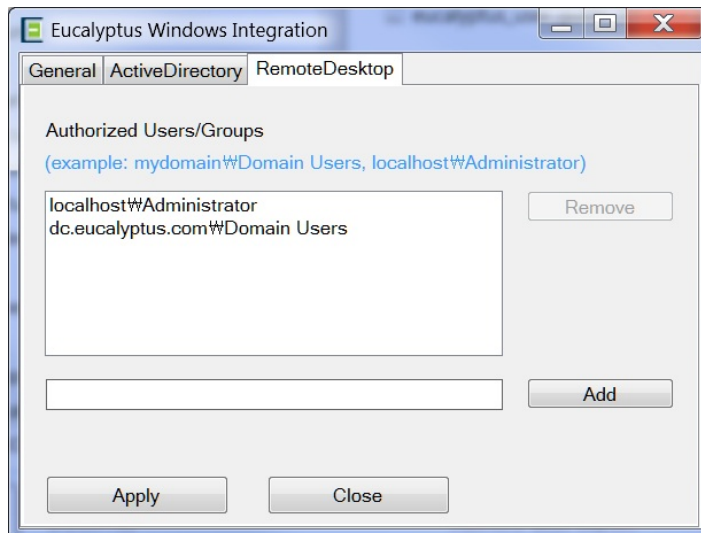 Eucalyptus Windows Integration
General ActiveDirectory RemoteDesktop
Authorized Users/Groups
(example: mydomain₩Domain Users, localhost₩Administrator)
localhost₩Administrator
Remove
dc.eucalyptus.com₩Domain Users
Add
Apply Close